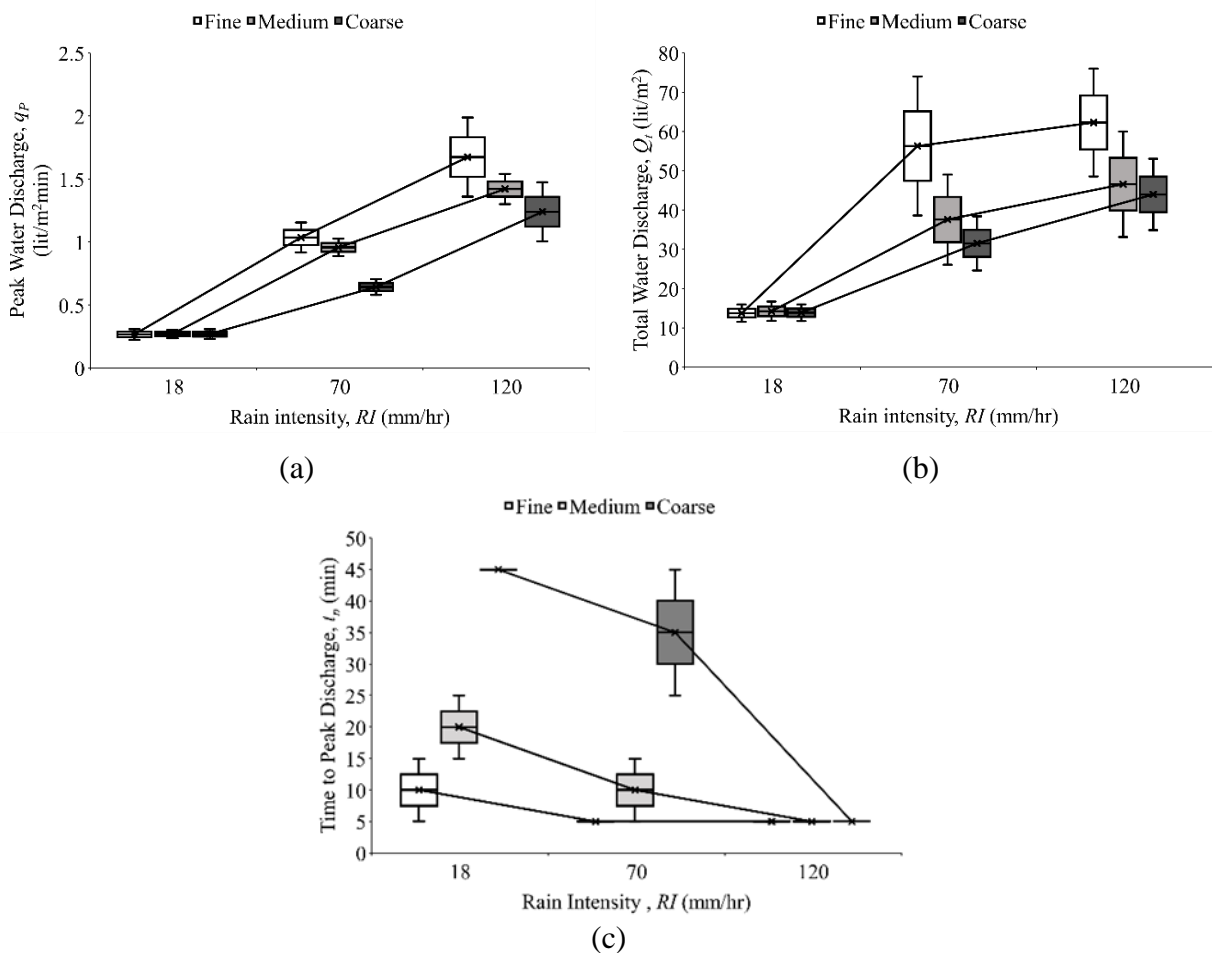 Fine Medium Coarse
Peak Water Discharge, qP
(lit/m²min)
2.5
2
1.5
1
0.5
0
18 70 120
Rain intensity, RI (mm/hr)
(a)
Fine Medium Coarse
Total Water Discharge, Qt (lit/m²)
80
70
60
50
40
30
20
10
0
18 70 120
Rain intensity, RI (mm/hr)
(b)
Fine Medium Coarse
Time to Peak Discharge, tp (min)
50
45
40
35
30
25
20
15
10
5
0
18 70 120
Rain Intensity , RI (mm/hr)
(c)